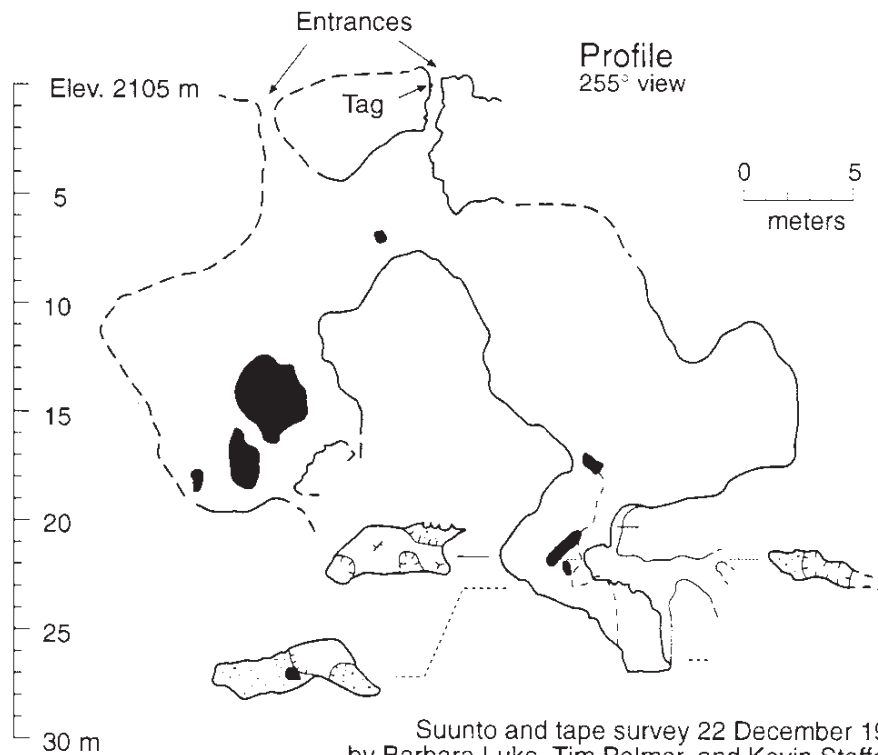 Entrances
Profile
255° view
Elev. 2105 m
Tag
0 5
meters
5
10
15
20
25
30 m
Suunto and tape survey 22 December
by Barbara Luke, Tim Palmer, and Kevin